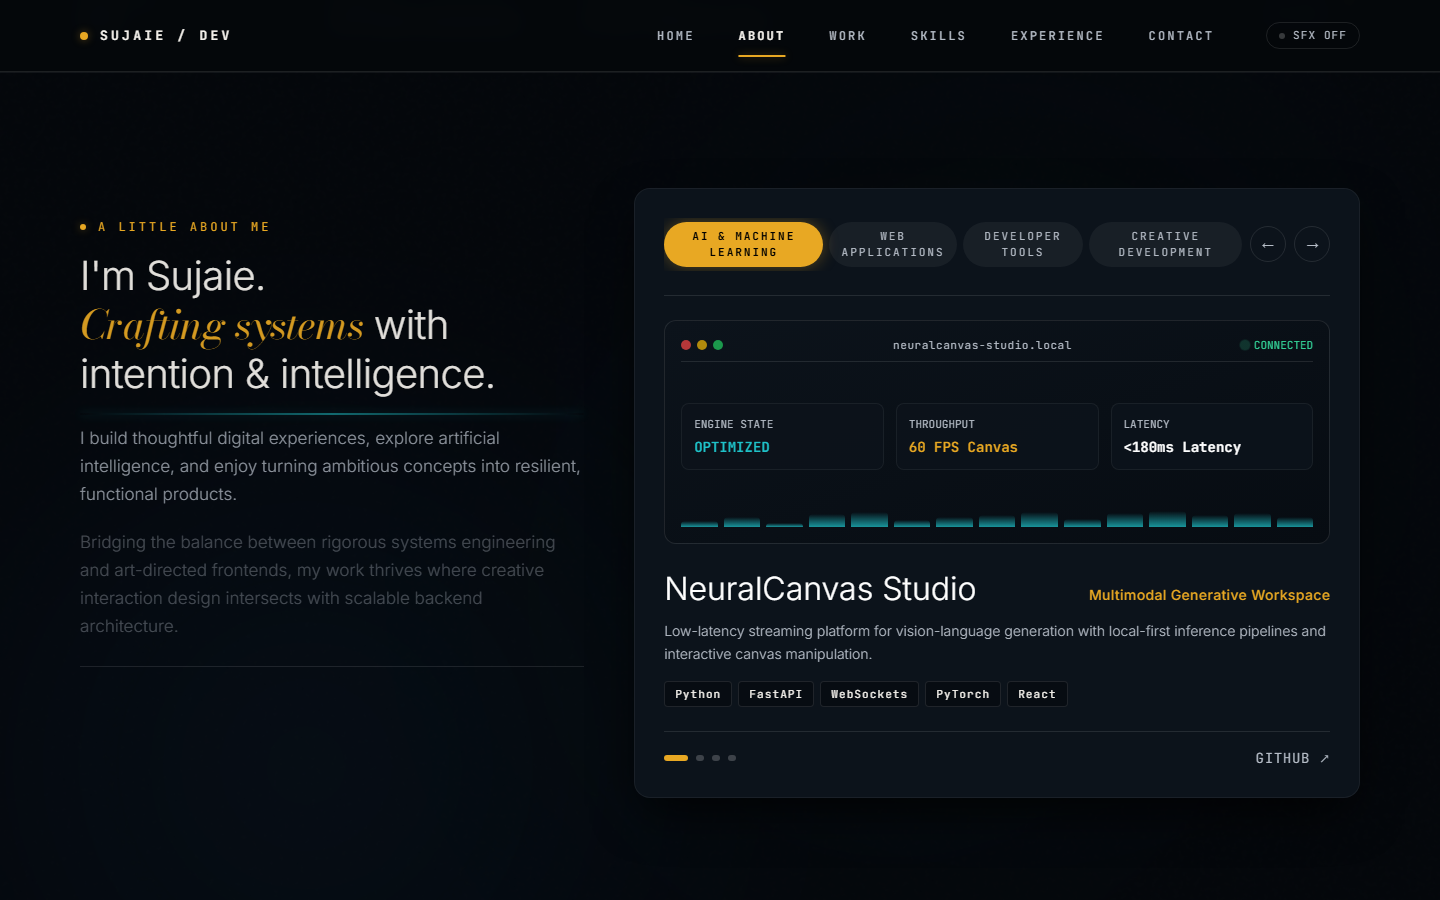 SUJAIE / DEV
HOME ABOUT WORK SKILLS EXPERIENCE CONTACT SFX OFF
A LITTLE ABOUT ME
I'm Sujaie.
Crafting systems with
intention & intelligence.
I build thoughtful digital experiences, explore artificial
intelligence, and enjoy turning ambitious concepts into resilient,
functional products.
Bridging the balance between rigorous systems engineering
and art-directed frontends, my work thrives where creative
interaction design intersects with scalable backend
architecture.
AI & MACHINE
LEARNING
WEB
APPLICATIONS
DEVELOPER
TOOLS
CREATIVE
DEVELOPMENT
← →
neuralcanvas-studio.local
CONNECTED
ENGINE STATE
OPTIMIZED
THROUGHPUT
60 FPS Canvas
LATENCY
<180ms Latency
NeuralCanvas Studio
Multimodal Generative Workspace
Low-latency streaming platform for vision-language generation with local-first inference pipelines and
interactive canvas manipulation.
Python FastAPI WebSockets PyTorch React
GITHUB ↗